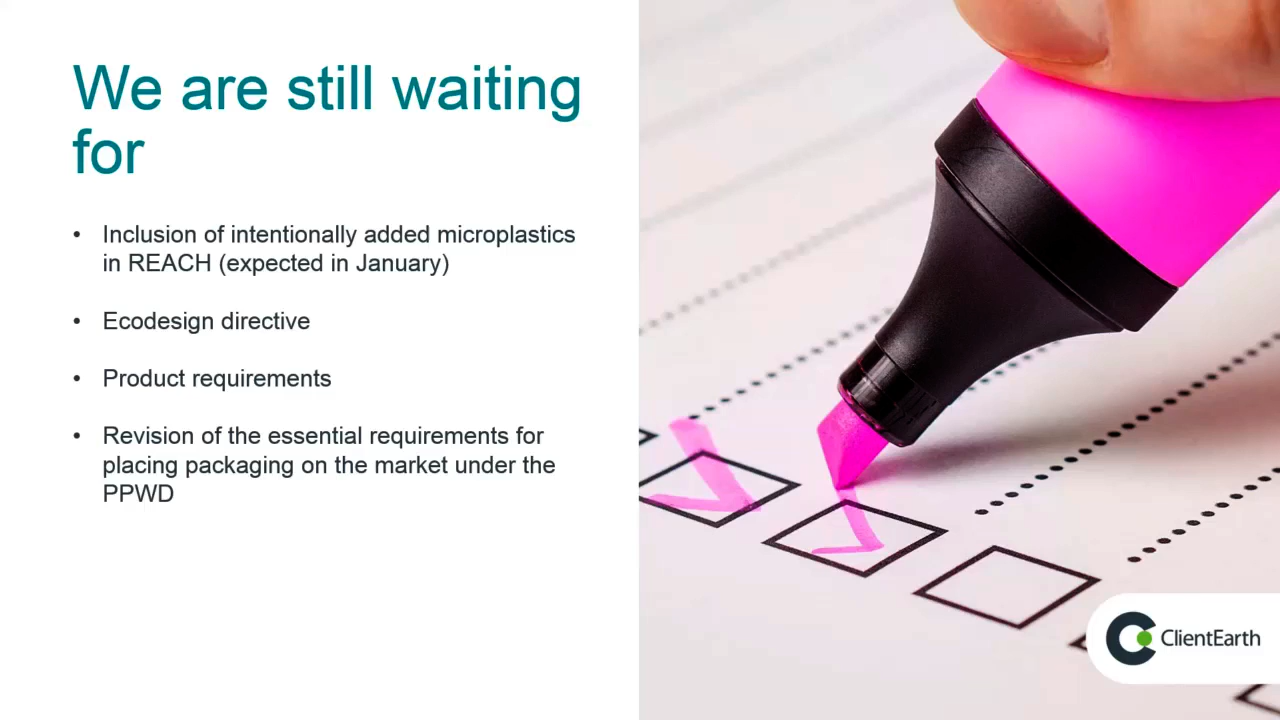 We are still waiting
for
• Inclusion of intentionally added microplastics
in REACH (expected in January)
• Ecodesign directive
• Product requirements
• Revision of the essential requirements for
placing packaging on the market under the
PPWD
ClientEarth